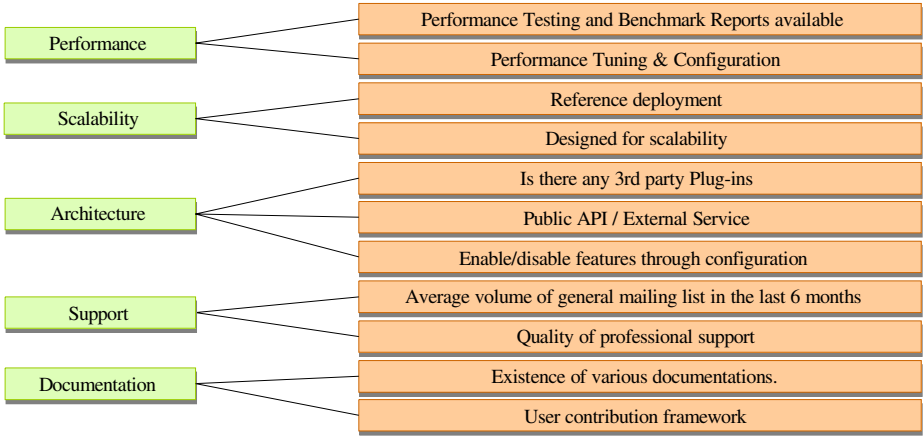 Performance
Performance Testing and Benchmark Reports available
Performance Tuning & Configuration
Scalability
Reference deployment
Designed for scalability
Architecture
Is there any 3rd party Plug-ins
Public API / External Service
Enable/disable features through configuration
Support
Average volume of general mailing list in the last 6 months
Quality of professional support
Documentation
Existence of various documentations.
User contribution framework